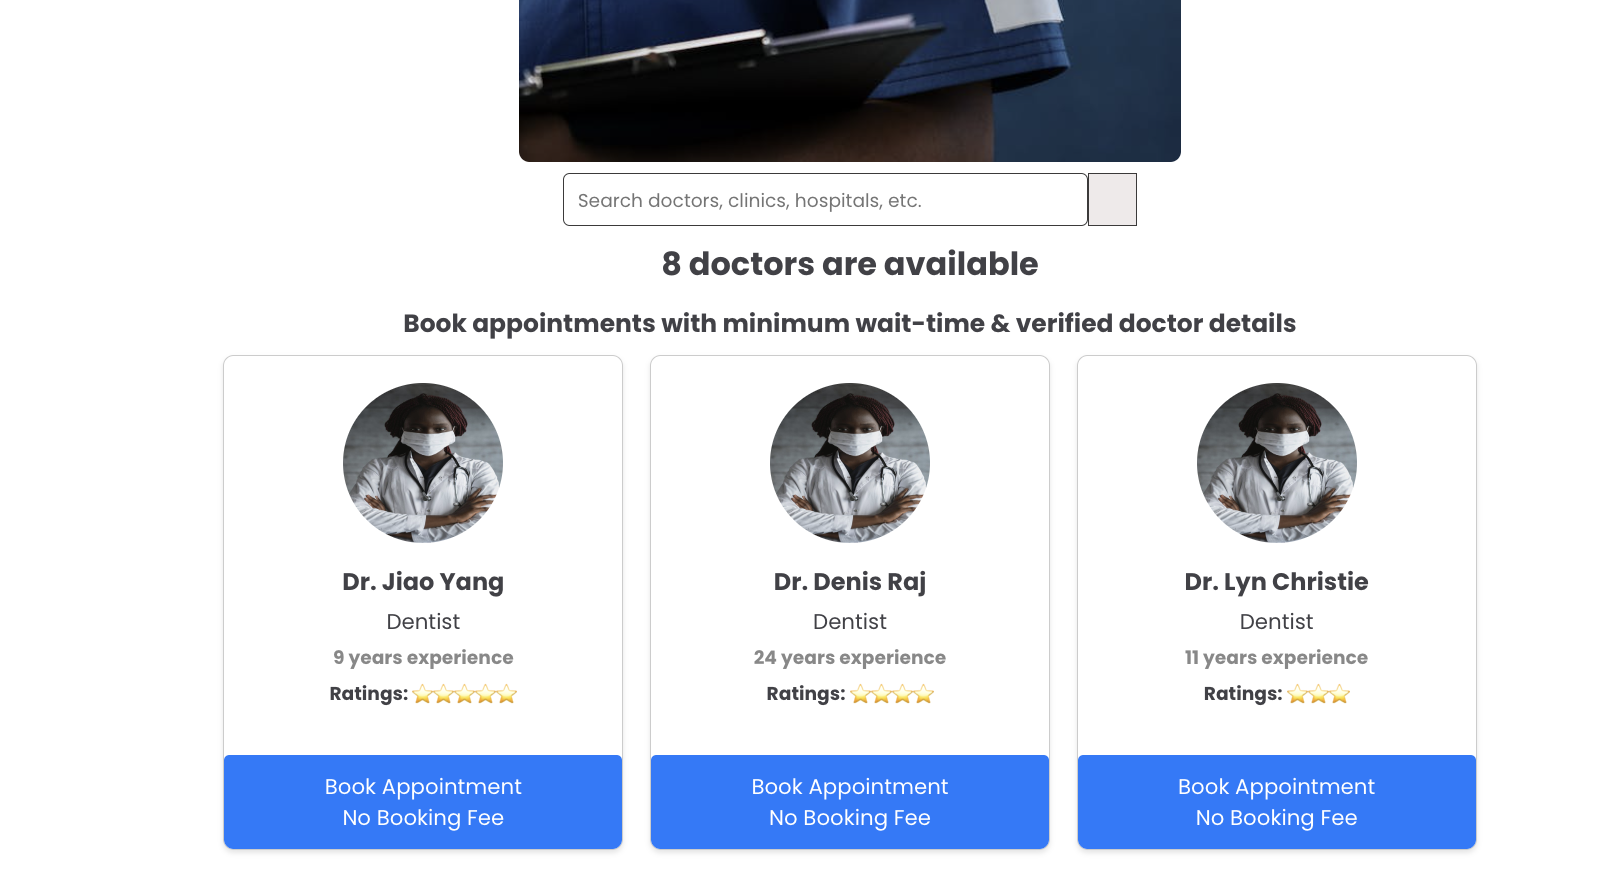 Search doctors, clinics, hospitals, etc.
8 doctors are available
Book appointments with minimum wait-time & verified doctor details
Dr. Jiao Yang
Dentist
9 years experience
Ratings: ⭐⭐⭐⭐⭐
Book Appointment
No Booking Fee
Dr. Denis Raj
Dentist
24 years experience
Ratings: ⭐⭐⭐⭐
Book Appointment
No Booking Fee
Dr. Lyn Christie
Dentist
11 years experience
Ratings: ⭐⭐⭐
Book Appointment
No Booking Fee